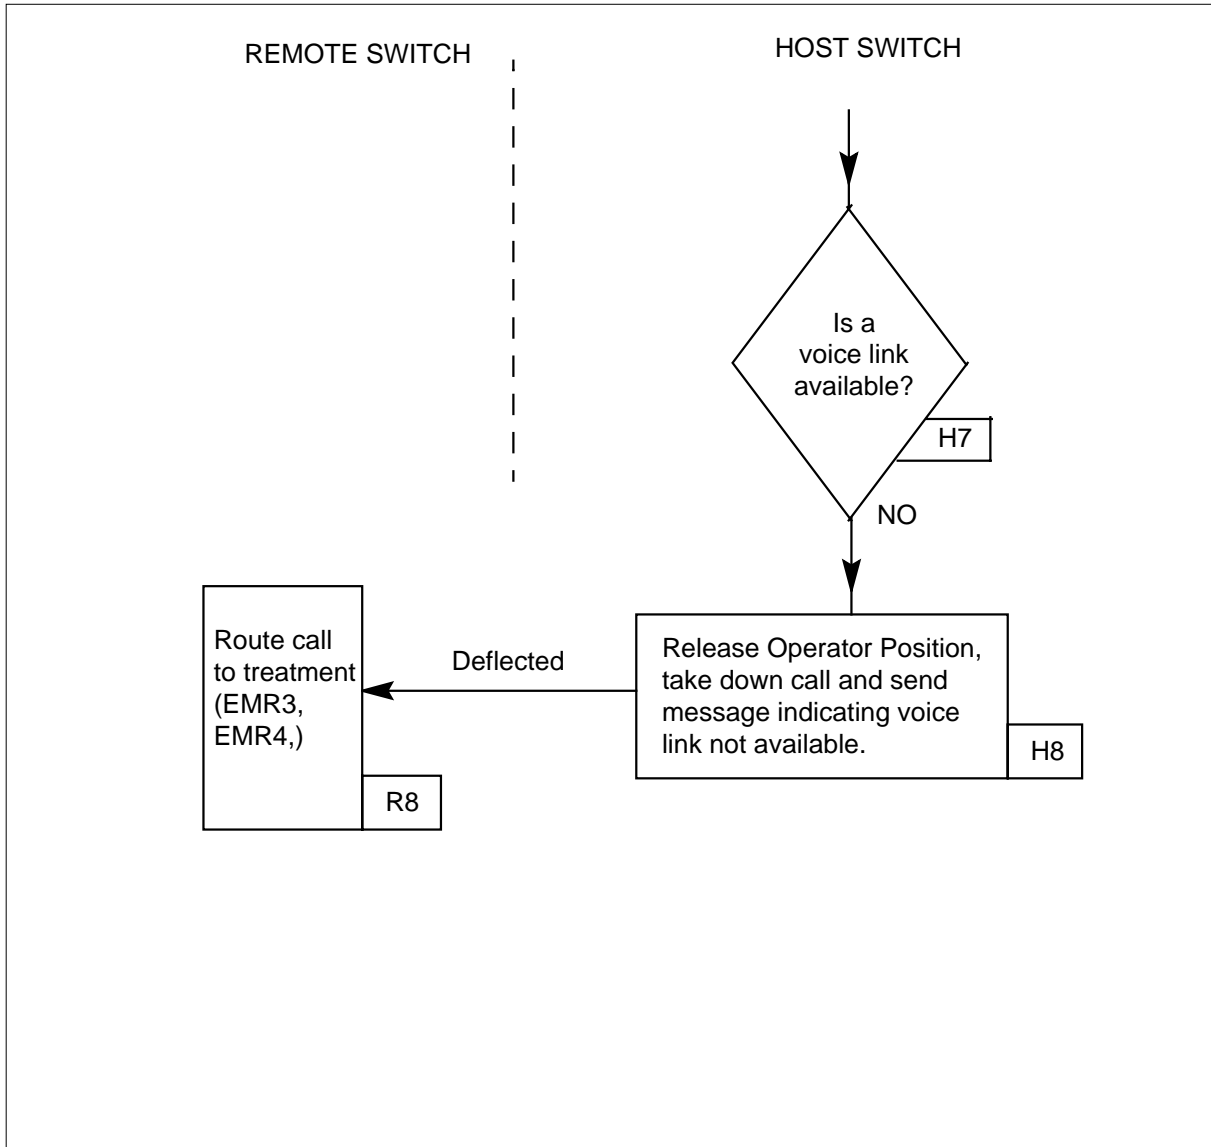 REMOTE SWITCH
HOST SWITCH
Is a
voice link
available?
H7
NO
Route call
to treatment
(EMR3,
EMR4,)
R8
Deflected
Release Operator Position,
take down call and send
message indicating voice
link not available.
H8